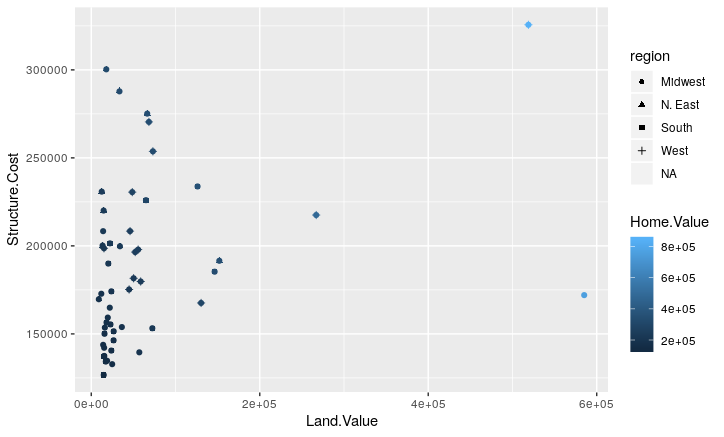 300000
250000
200000
150000
Structure.Cost
0e+00
2e+05
4e+05
6e+05
Land.Value
region
Midwest
N. East
South
West
NA
Home.Value
8e+05
6e+05
4e+05
2e+05